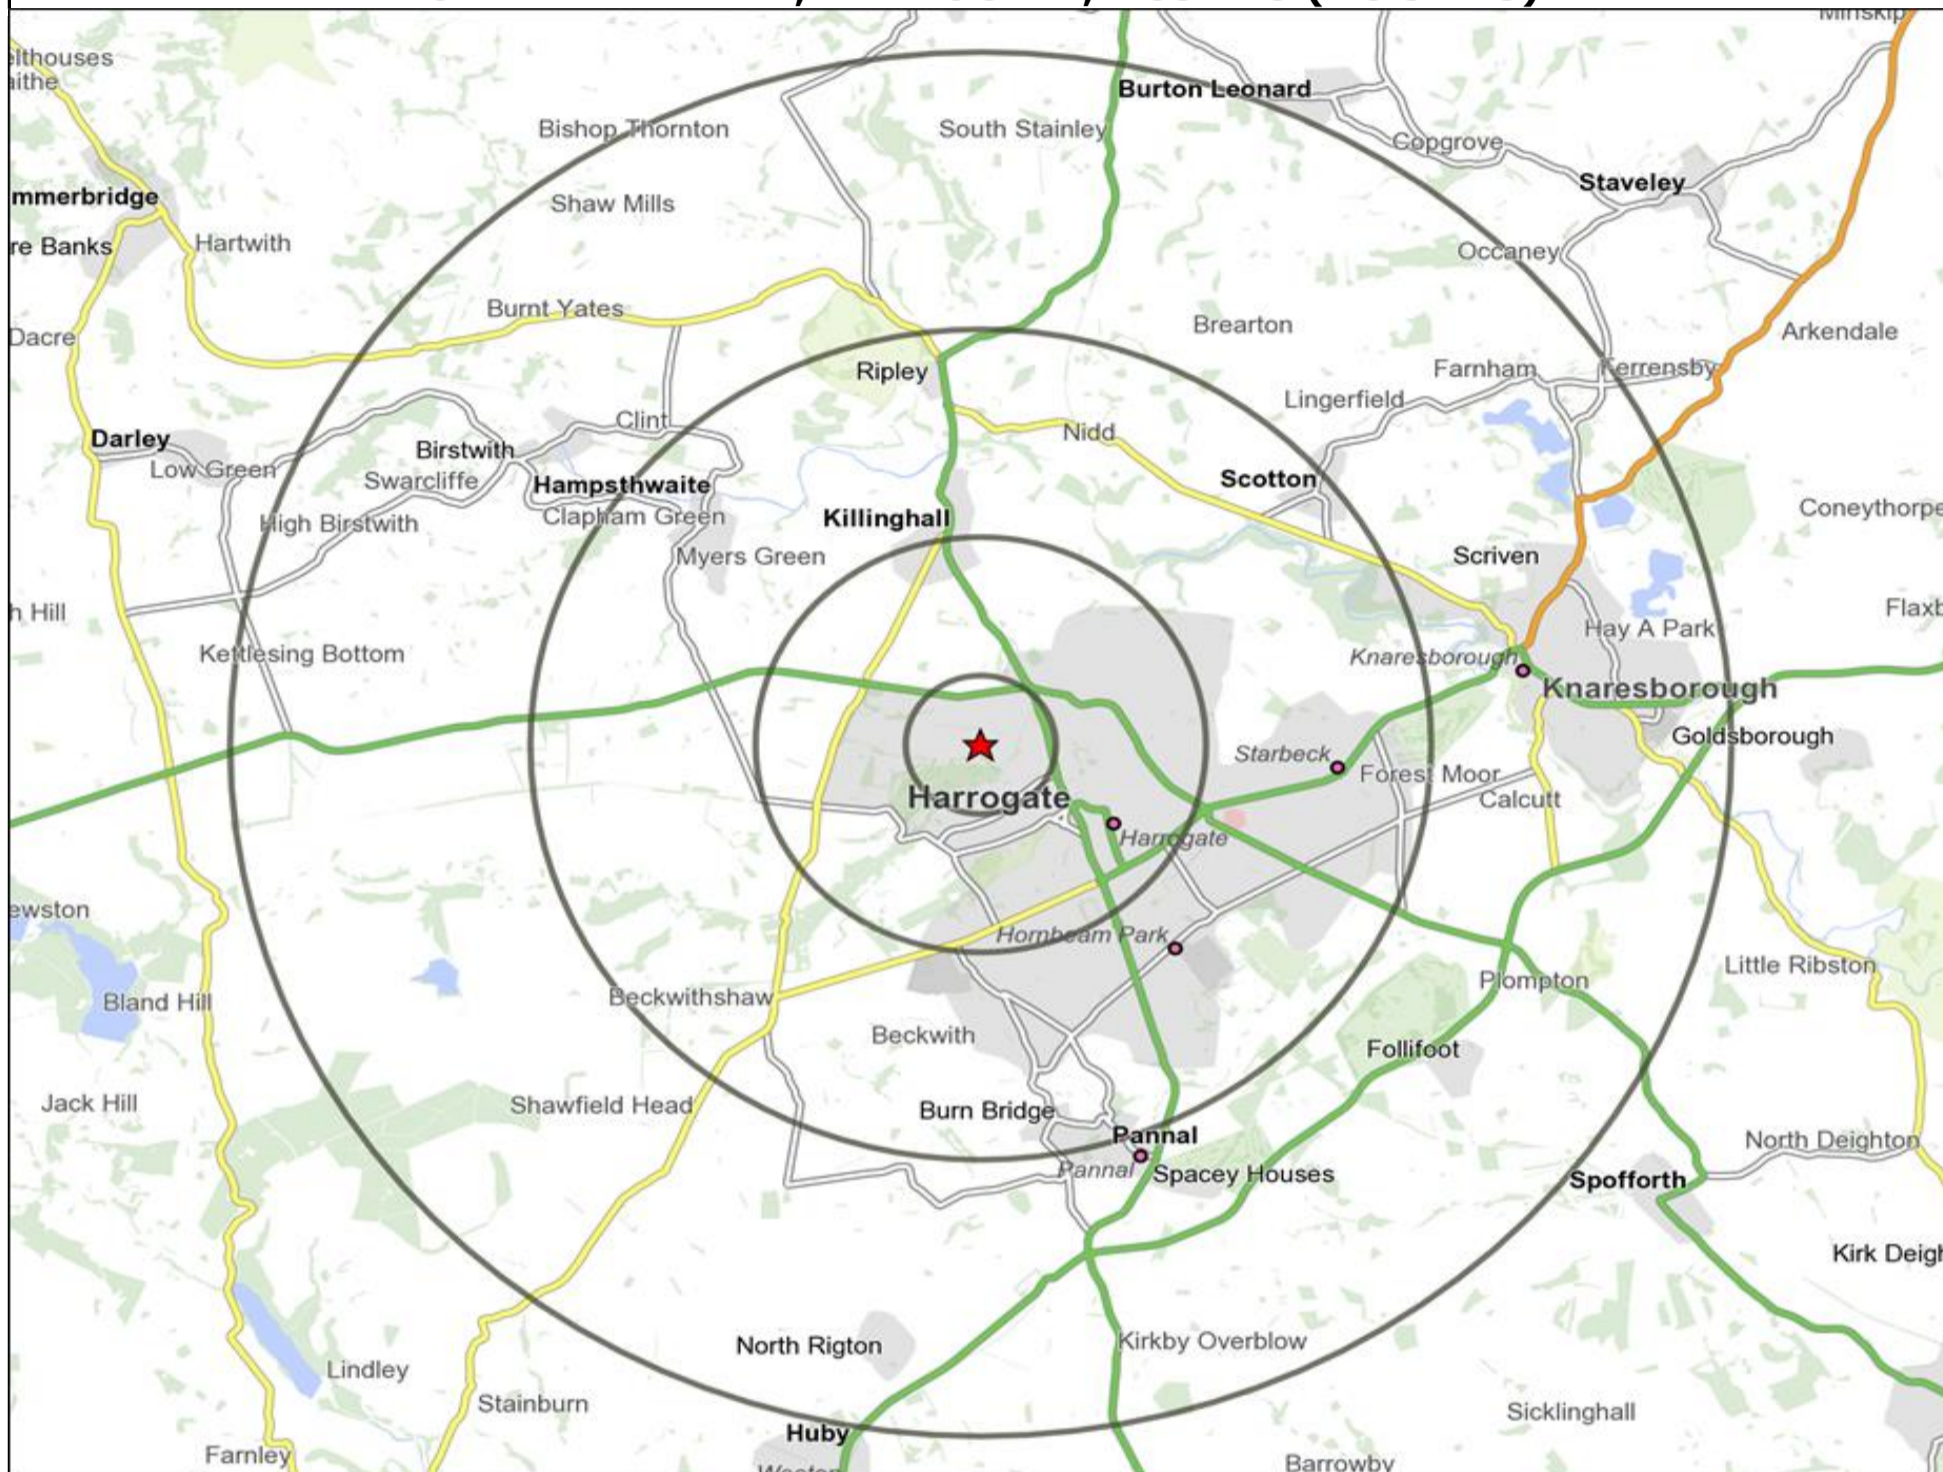 Minskip
elthouses
aithe
Burton Leonard
Bishop Thornton
South Stainley
Copgrove
Staveley
mmerbridge
Shaw Mills
re Banks
Hartwith
Occaney
Burnt Yates
Brearton
Arkendale
Dacre
Ripley
Farnham
Ferrensby
Lingerfield
Clint
Nidd
Darley
Birstwith
Low Green
Swarcliffe
Hampsthwaite
Scotton
High Birstwith
Clapham Green
Killinghall
Coneythorpe
Myers Green
Scriven
h Hill
Flaxb
Hay A Park
Kettlesing Bottom
Knaresborough
Knaresborough
Goldsborough
Starbeck
Forest Moor
Harrogate
Calcutt
Harrogate
ewston
Hornbeam Park
Little Ribston
Beckwithshaw
Plompton
Bland Hill
Beckwith
Follifoot
Jack Hill
Shawfield Head
Burn Bridge
Pannal
North Deighton
Pannal
Spacey Houses
Spofforth
Kirk Deigh
North Rigton
Kirkby Overblow
Lindley
Stainburn
Sicklinghall
Huby
Farnley
Barrowby